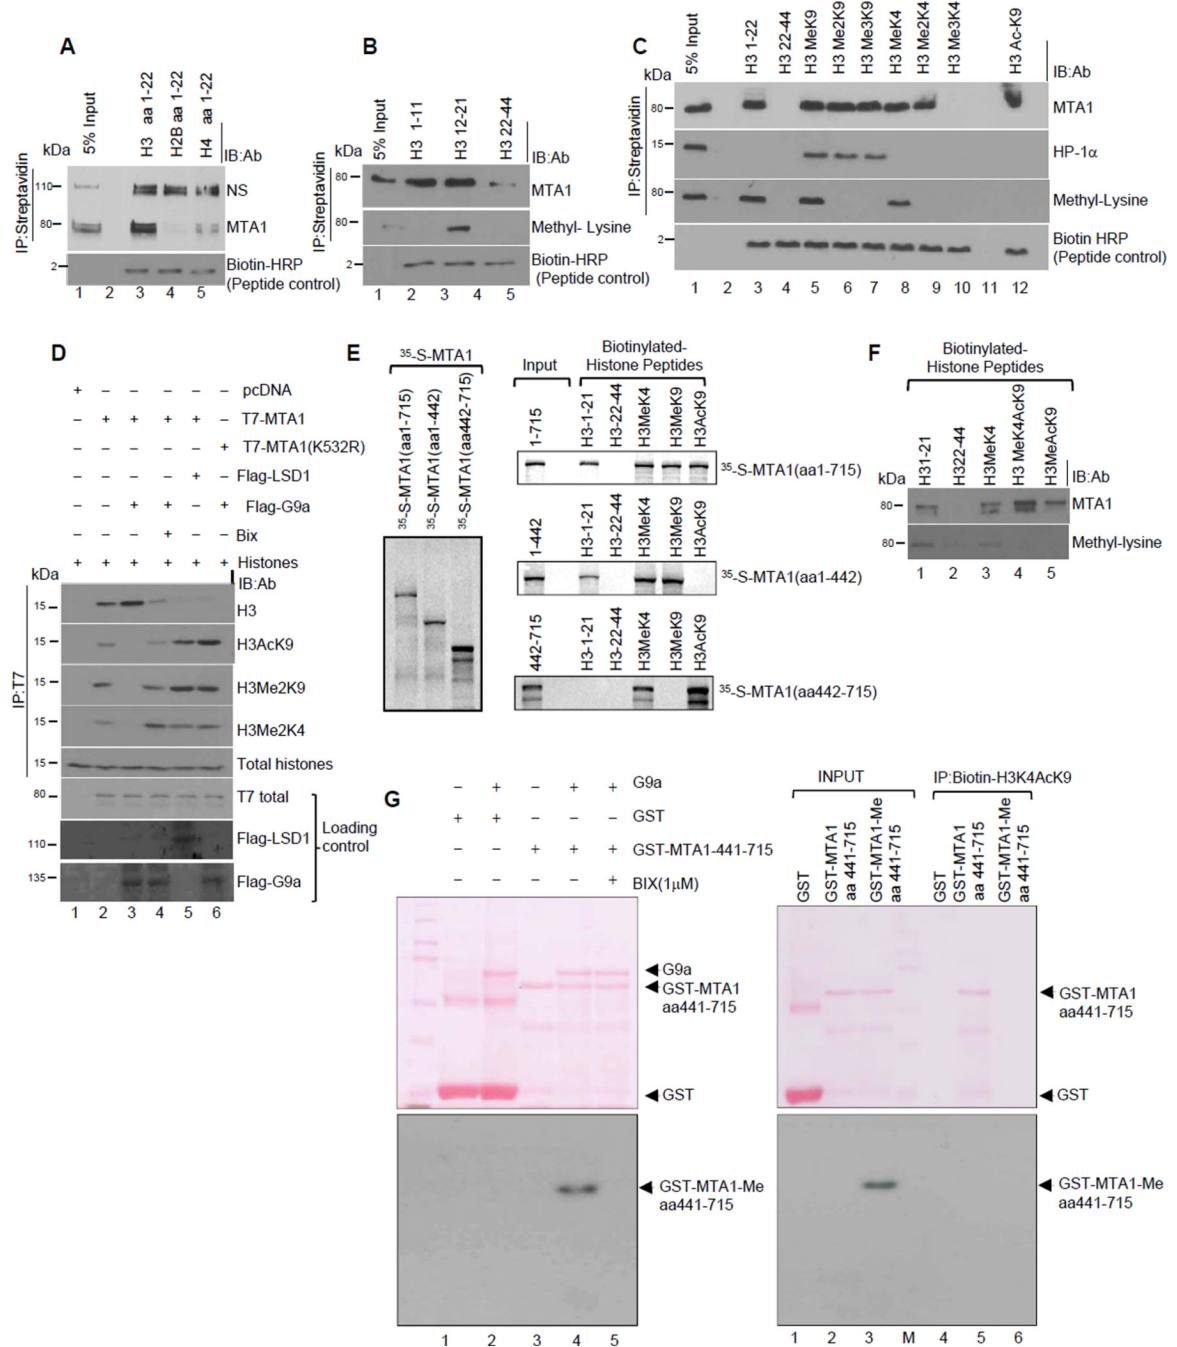 A
5% Input
H3 aa 1-22
H2B aa 1-22
H4 aa 1-22
kDa
IB:Ab
IP:Streptavidin
110
NS
80
MTA1
2
Biotin-HRP
(Peptide control)
1 2 3 4 5
B
5% Input
H3 1-11
H3 12-21
H3 22-44
kDa
IB:Ab
IP:Streptavidin
80
MTA1
80
Methyl- Lysine
2
Biotin-HRP
(Peptide control)
1 2 3 4 5
C
5% Input
H3 1-22
H3 22-44
H3 MeK9
H3 Me2K9
H3 Me3K9
H3 MeK4
H3 Me2K4
H3 Me3K4
H3 Ac-K9
kDa
IB:Ab
IP:Streptavidin
80
MTA1
15
HP-1α
80
Methyl-Lysine
2
Biotin HRP
(Peptide control)
1 2 3 4 5 6 7 8 9 10 11 12
D
+ – – – – – pcDNA
– + + + + – T7-MTA1
– – – – – + T7-MTA1(K532R)
– – – – + – Flag-LSD1
– – + + – + Flag-G9a
– – – + – – Bix
+ + + + + + Histones
kDa
IB:Ab
IP:T7
15
H3
15
H3AcK9
15
H3Me2K9
15
H3Me2K4
15
Total histones
80
T7 total
110
Flag-LSD1
135
Flag-G9a
Loading
control
1 2 3 4 5 6
E
35-S-MTA1
35-S-MTA1(aa1-715)
35-S-MTA1(aa1-442)
35-S-MTA1(aa442-715)
Input
Biotinylated-
Histone Peptides
1-715
H3-1-21
H3-22-44
H3MeK4
H3MeK9
H3AcK9
35-S-MTA1(aa1-715)
1-442
H3-1-21
H3-22-44
H3MeK4
H3MeK9
H3AcK9
35-S-MTA1(aa1-442)
442-715
H3-1-21
H3-22-44
H3MeK4
H3MeK9
H3AcK9
35-S-MTA1(aa442-715)
F
Biotinylated-
Histone Peptides
H31-21
H322-44
H3MeK4
H3 MeK4AcK9
H3MeAcK9
kDa
IB:Ab
80
MTA1
80
Methyl-lysine
1 2 3 4 5
G
– + – + + G9a
+ + – – – GST
– – + + + GST-MTA1-441-715
– – – – + BIX(1μM)
G9a
GST-MTA1
aa441-715
GST
GST-MTA1-Me
aa441-715
1 2 3 4 5
INPUT
IP:Biotin-H3K4AcK9
GST
GST-MTA1
aa 441-715
GST-MTA1-Me
aa 441-715
GST
GST-MTA1
aa 441-715
GST-MTA1-Me
aa 441-715
GST-MTA1
aa441-715
GST
GST-MTA1-Me
aa441-715
1 2 3 M 4 5 6